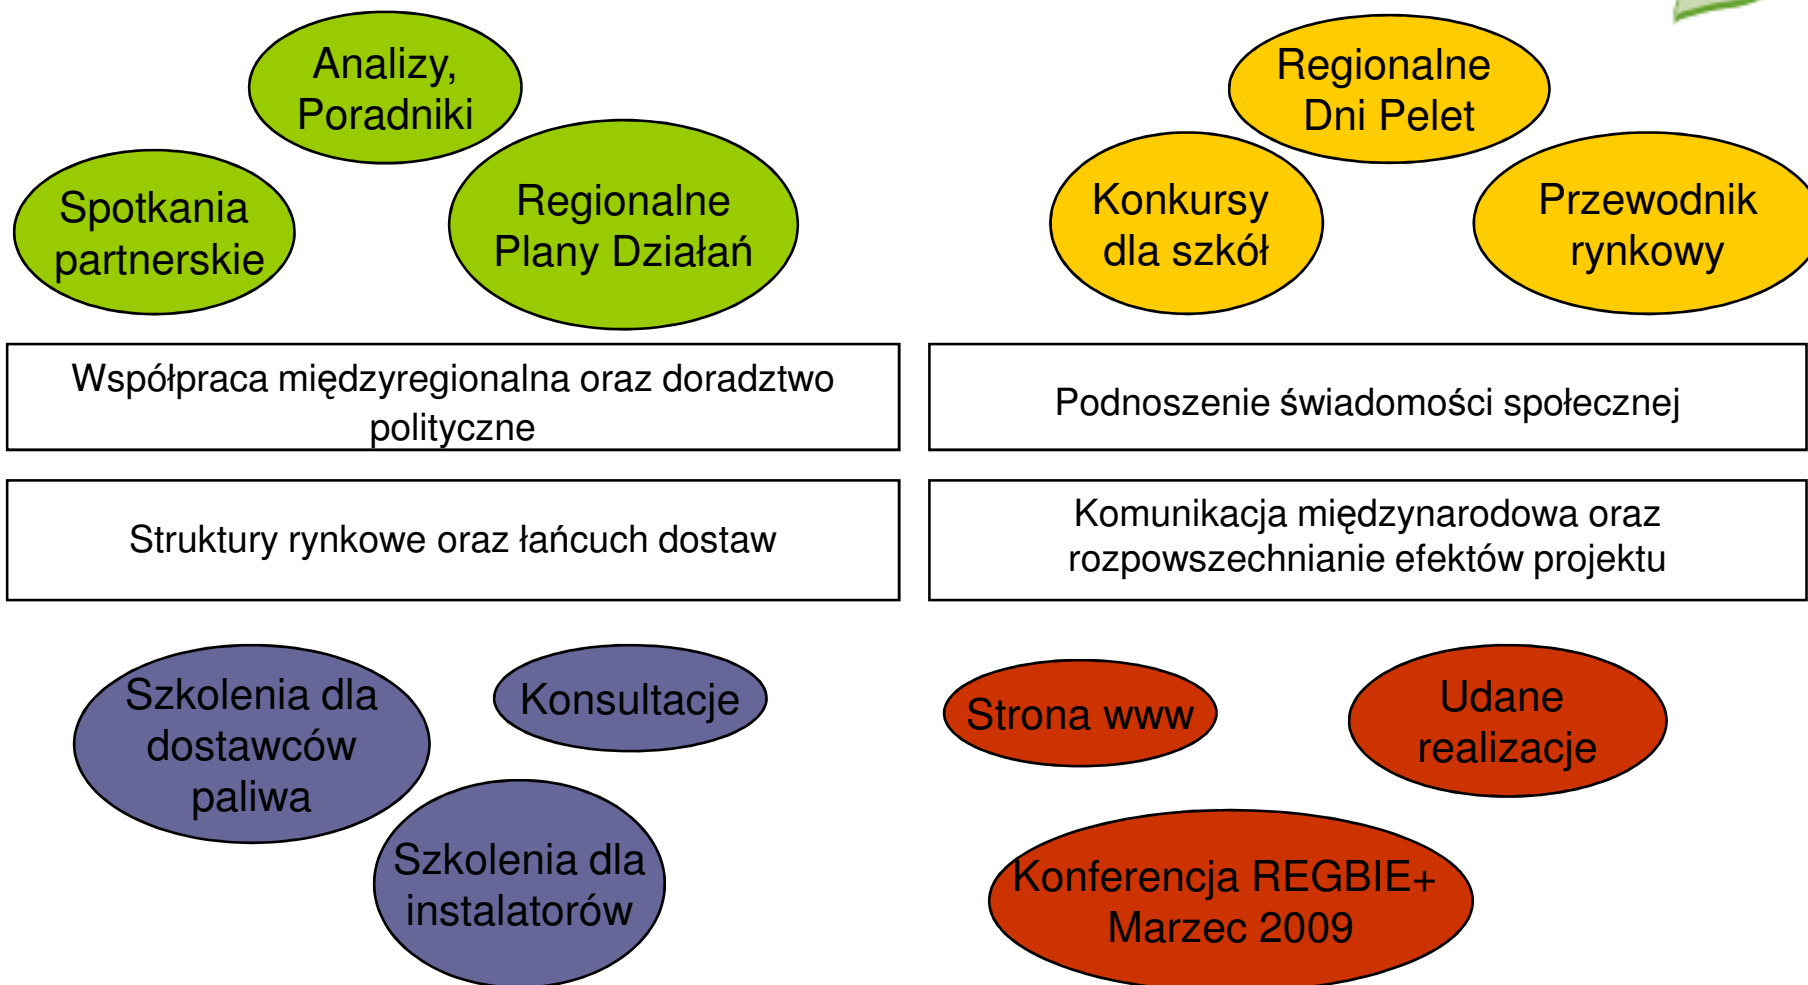 Analizy,
Poradniki
Spotkania
partnerskie
Regionalne
Plany Działań
Regionalne
Dni Pelet
Konkursy
dla szkół
Przewodnik
rynkowy
Współpraca międzyregionalna oraz doradztwo
polityczne
Podnoszenie świadomości społecznej
Struktury rynkowe oraz łańcuch dostaw
Komunikacja międzynarodowa oraz
rozpowszechnianie efektów projektu
Szkolenia dla
dostawców
paliwa
Konsultacje
Szkolenia dla
instalatorów
Strona www
Udane
realizacje
Konferencja REGBIE+
Marzec 2009